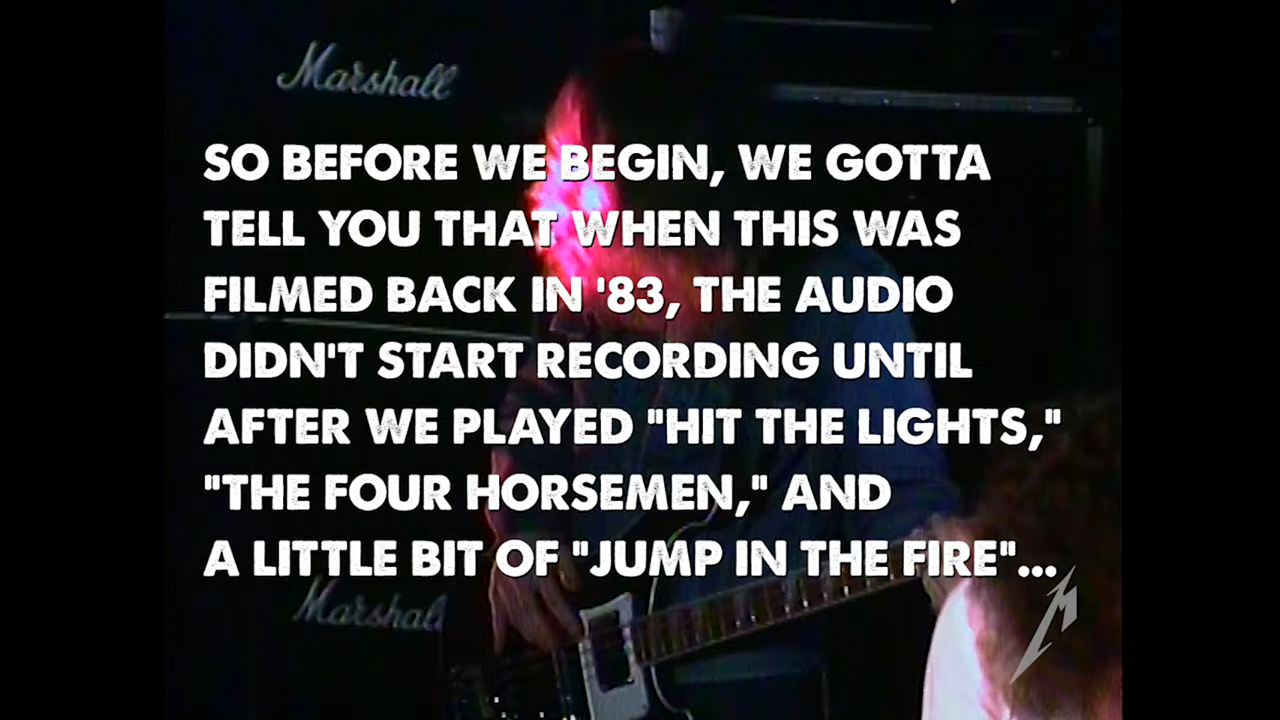 Marshall
SO BEFORE WE BEGIN, WE GOTTA
TELL YOU THAT WHEN THIS WAS
FILMED BACK IN '83, THE AUDIO
DIDN'T START RECORDING UNTIL
AFTER WE PLAYED "HIT THE LIGHTS,"
"THE FOUR HORSEMEN," AND
A LITTLE BIT OF "JUMP IN THE FIRE"...
Marshal
M